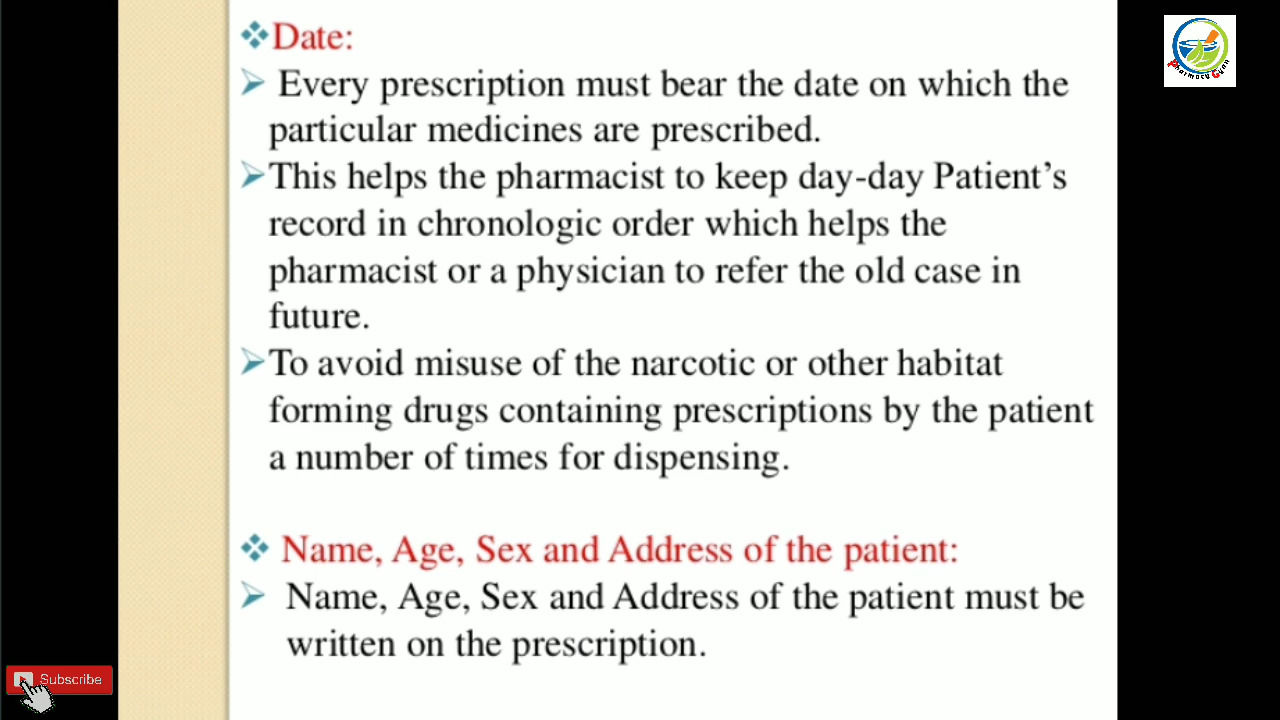 Date:
Every prescription must bear the date on which the
particular medicines are prescribed.
This helps the pharmacist to keep day-day Patient's
record in chronologic order which helps the
pharmacist or a physician to refer the old case in
future.
To avoid misuse of the narcotic or other habitat
forming drugs containing prescriptions by the patient
a number of times for dispensing.
Name, Age, Sex and Address of the patient:
Name, Age, Sex and Address of the patient must be
written on the prescription.
Pharmacy Gyan
Subscribe